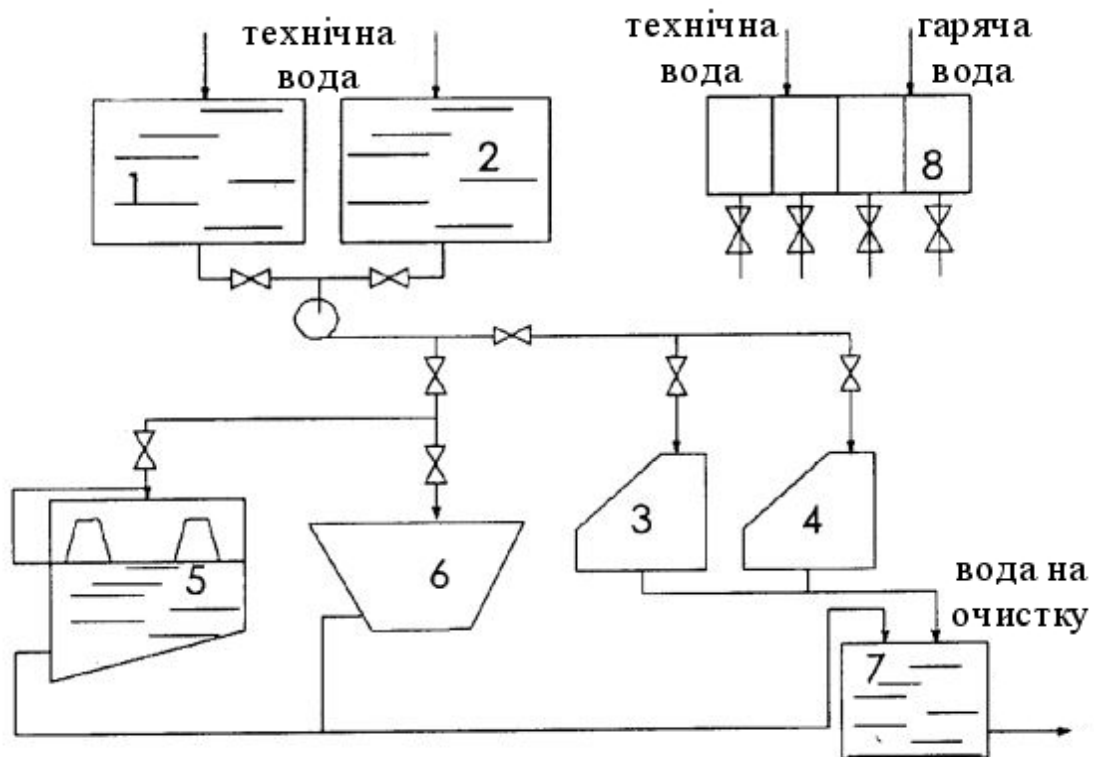 технічна
вода
технічна
вода
гаряча
вода
1
2
8
3
4
5
6
вода на
очистку
7